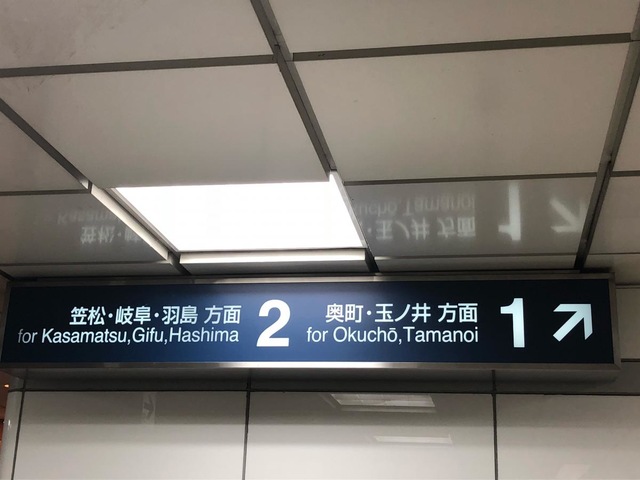 笠松・岐阜・羽島 方面
for Kasamatsu,Gifu,Hashima
2
奥町・玉ノ井 方面
for Okuchō,Tamanoi
1